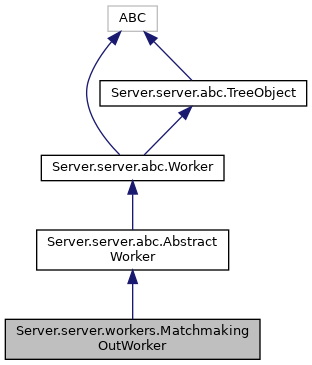 ABC
Server.server.abc.TreeObject
Server.server.abc.Worker
Server.server.abc.Abstract
Worker
Server.server.workers.Matchmaking
OutWorker